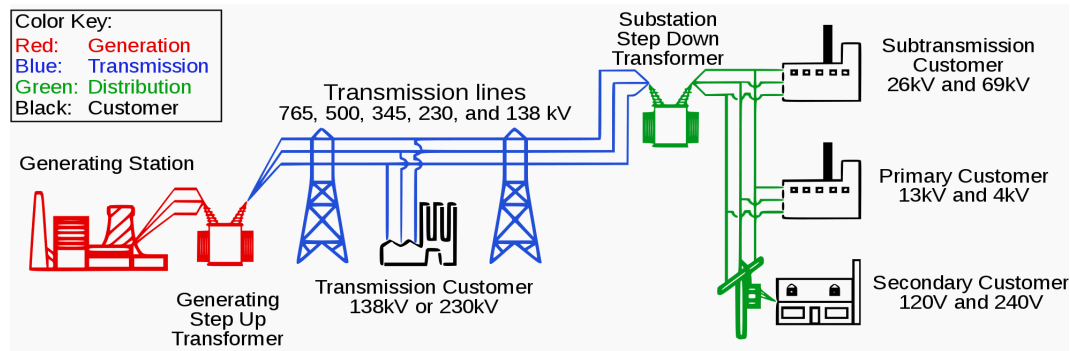 Color Key:
Red: Generation
Blue: Transmission
Green: Distribution
Black: Customer
Generating Station
Generating
Step Up
Transformer
Transmission lines
765, 500, 345, 230, and 138 kV
Transmission Customer
138kV or 230kV
Substation
Step Down
Transformer
Subtransmission
Customer
26kV and 69kV
Primary Customer
13kV and 4kV
Secondary Customer
120V and 240V